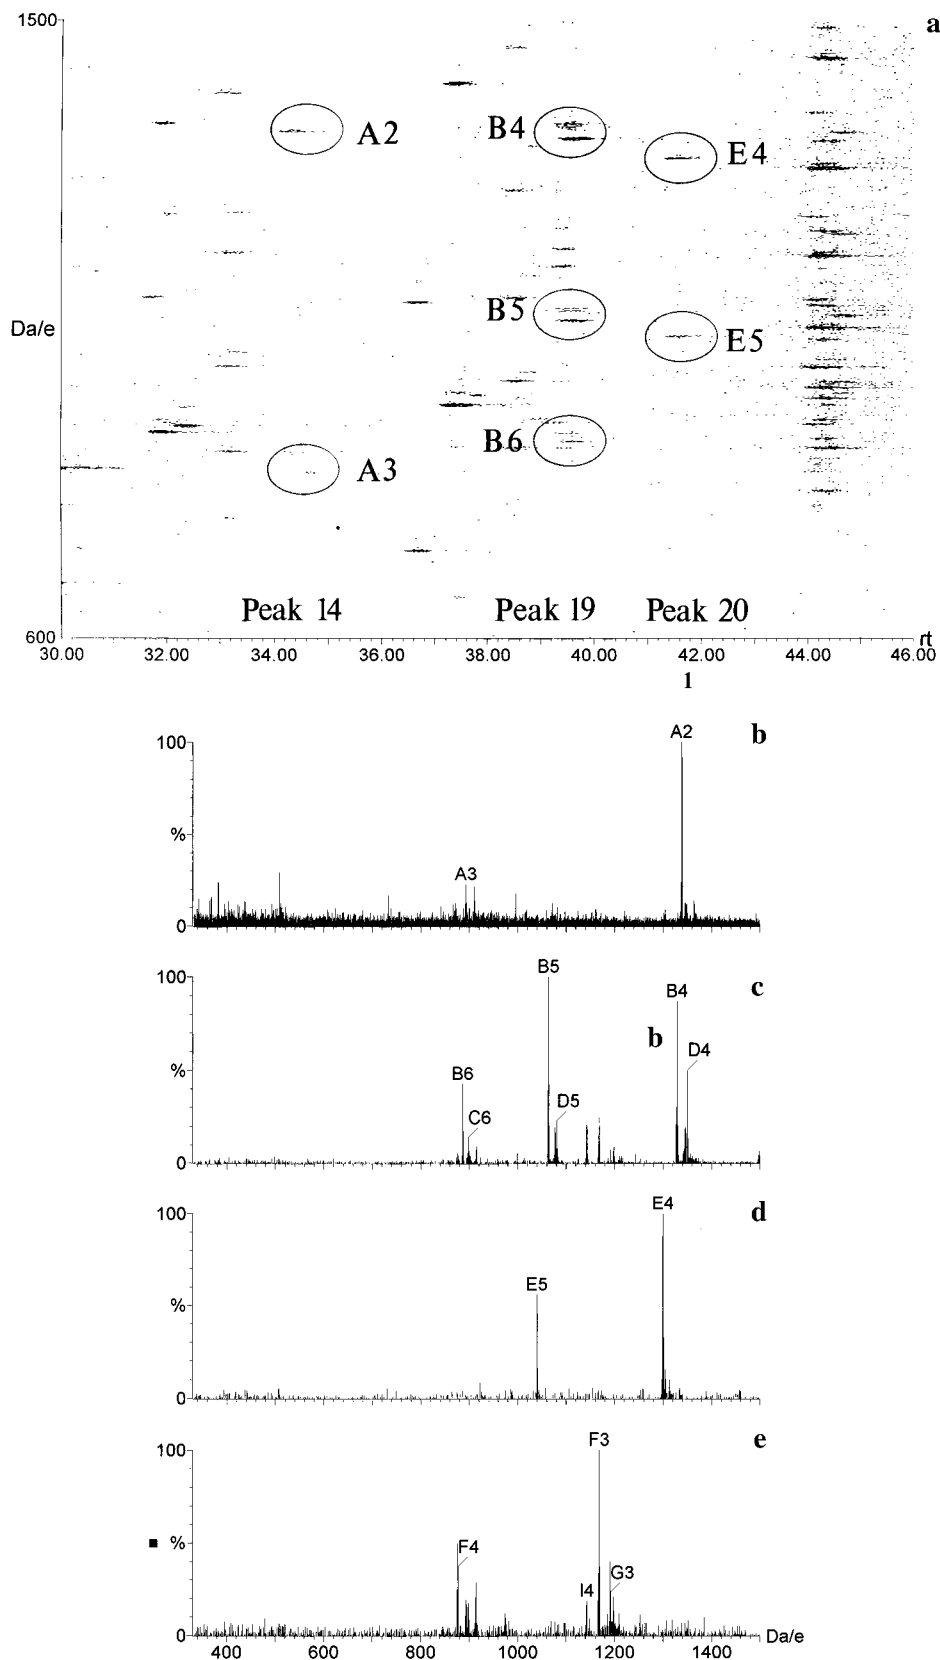 1500
a
A2
B4
E4
Da/e
B5
E5
B6
A3
Peak 14
Peak 19
Peak 20
600
rt
30.00 32.00 34.00 36.00 38.00 40.00 42.00 44.00 46.00
1
b
A2
100
%
A3
0
c
B5
100
B4
b
D4
%
B6
D5
C6
0
d
E4
100
E5
%
0
e
F3
100
% F4
G3
I4
0
400 600 800 1000 1200 1400
Da/e